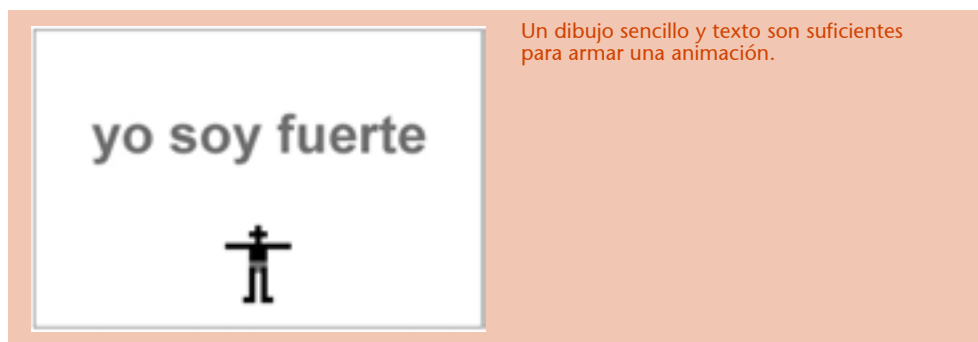 yo soy fuerte
Un dibujo sencillo y texto son suficientes
para armar una animación.